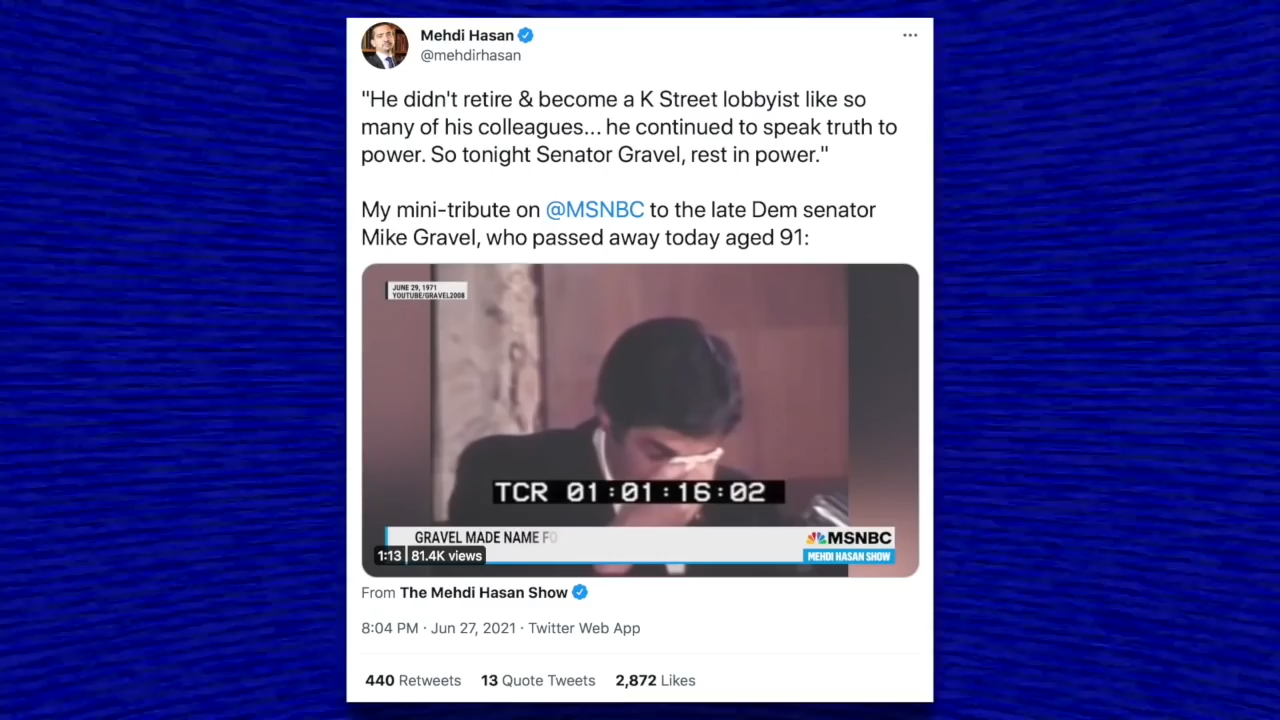 Mehdi Hasan
@mehdirhasan
"He didn't retire & become a K Street lobbyist like so
many of his colleagues... he continued to speak truth to
power. So tonight Senator Gravel, rest in power."
My mini-tribute on @MSNBC to the late Dem senator
Mike Gravel, who passed away today aged 91:
JUNE 29, 1971
YOUTUBE/GRAVEL2008
TCR 01:01:16:02
GRAVEL MADE NAME FO
MSNBC
MEHDI HASAN SHOW
1:13 81.4K views
From The Mehdi Hasan Show
8:04 PM · Jun 27, 2021 · Twitter Web App
440 Retweets 13 Quote Tweets 2,872 Likes